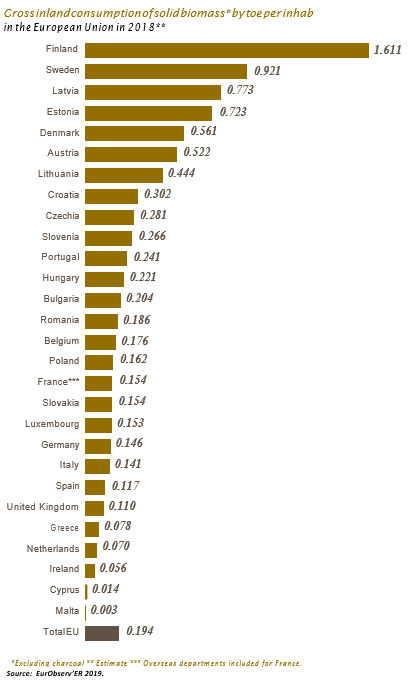 Gross inland consumption of solid biomass* by toe per inhab
in the European Union in 2018**
Finland 1.611
Sweden 0.921
Latvia 0.773
Estonia 0.723
Denmark 0.561
Austria 0.522
Lithuania 0.444
Croatia 0.302
Czechia 0.281
Slovenia 0.266
Portugal 0.241
Hungary 0.221
Bulgaria 0.204
Romania 0.186
Belgium 0.176
Poland 0.162
France*** 0.154
Slovakia 0.154
Luxembourg 0.153
Germany 0.146
Italy 0.141
Spain 0.117
United Kingdom 0.110
Greece 0.078
Netherlands 0.070
Ireland 0.056
Cyprus 0.014
Malta 0.003
Total EU 0.194
*Excluding charcoal ** Estimate *** Overseas departments included for France.
Source: EurObserv'ER 2019.